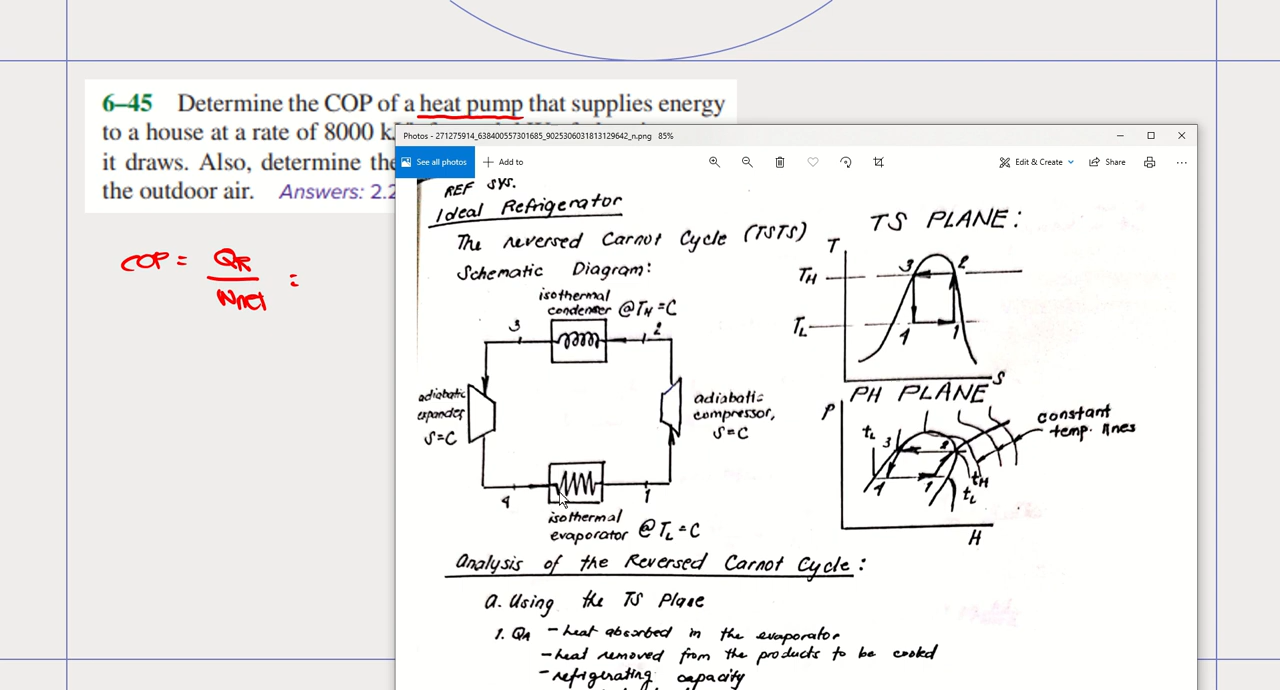 6–45 Determine the COP of a heat pump that supplies energy
to a house at a rate of 8000 k
it draws. Also, determine the
the outdoor air. Answers: 2.2
COP = QR / Wnet =
Photos - 271275914_638400557301685_9025306031813129642_n.png 85%
See all photos
Add to
Edit & Create
Share
REF SYS.
Ideal Refrigerator
The reversed Carnot Cycle (TSTS)
Schematic Diagram:
isothermal
condenser @TH = C
3
2
adiabatic
expander
S=C
adiabatic
compressor,
S=C
4
1
isothermal
evaporator @TL = C
TS PLANE:
T
TH
3
2
TL
4
1
S
PH PLANE
P
constant
temp. lines
tL
3
2
4
1
tH
tL
H
Analysis of the Reversed Carnot Cycle:
a. Using the TS Plane
1. QA - heat absorbed in the evaporator
- heat removed from the products to be cooled
- refrigerating capacity